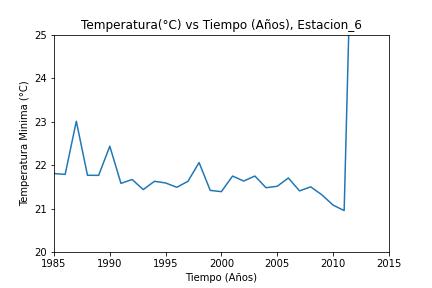 Temperatura(°C) vs Tiempo (Años), Estacion_6
25
24
23
22
21
20
Temperatura Minima (°C)
1985 1990 1995 2000 2005 2010 2015
Tiempo (Años)